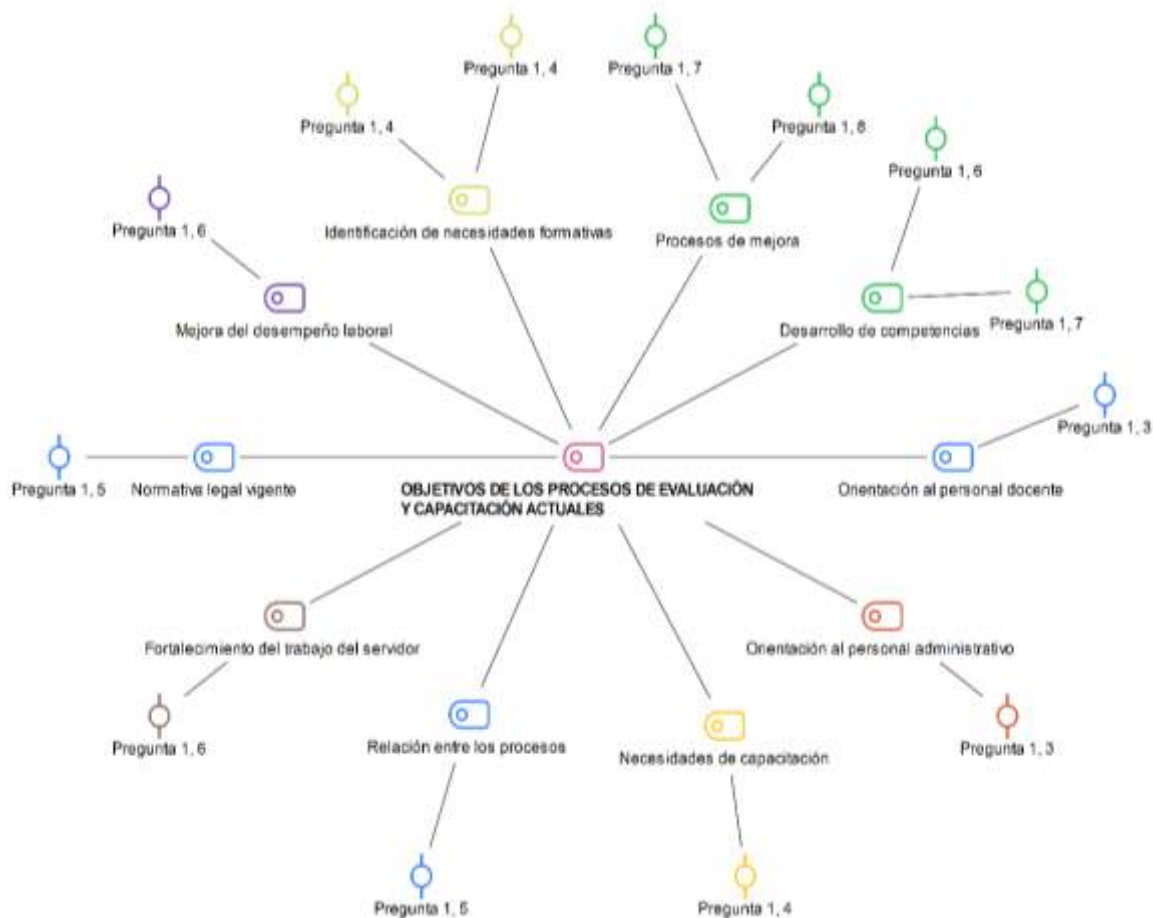 Pregunta 1, 4
Pregunta 1, 7
Pregunta 1, 4
Pregunta 1, 8
Pregunta 1, 6
Pregunta 1, 6
Identificación de necesidades formativas
Procesos de mejora
Mejora del desempeño laboral
Desarrollo de competencias
Pregunta 1, 7
Pregunta 1, 3
Pregunta 1, 5
Normativa legal vigente
OBJETIVOS DE LOS PROCESOS DE EVALUACIÓN
Y CAPACITACIÓN ACTUALES
Orientación al personal docente
Fortalecimiento del trabajo del servidor
Orientación al personal administrativo
Pregunta 1, 6
Relación entre los procesos
Necesidades de capacitación
Pregunta 1, 3
Pregunta 1, 5
Pregunta 1, 4